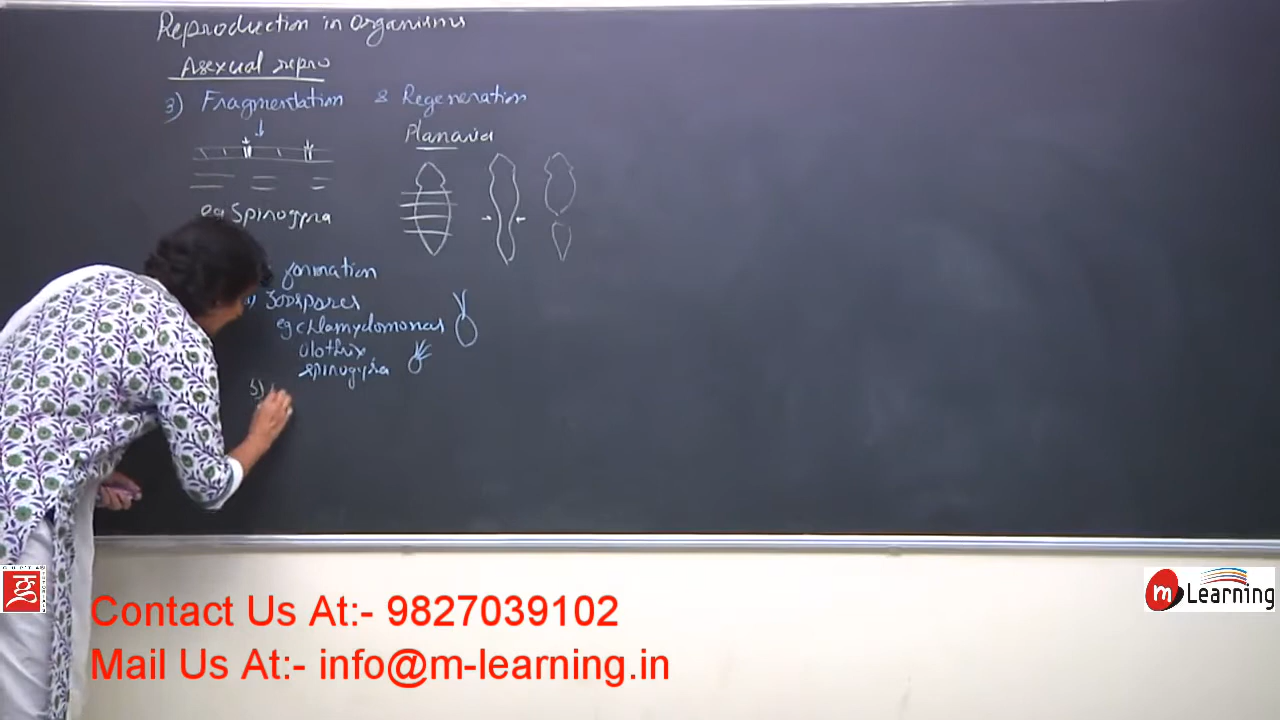 Reproduction in organisms
Asexual repro
3) Fragmentation & Regeneration
Planaria
eg Spirogyra
formation
zoospores
eg chlamydomonas
Ulothrix
spirogyra
Contact Us At:- 9827039102
Mail Us At:- info@m-learning.in
m Learning